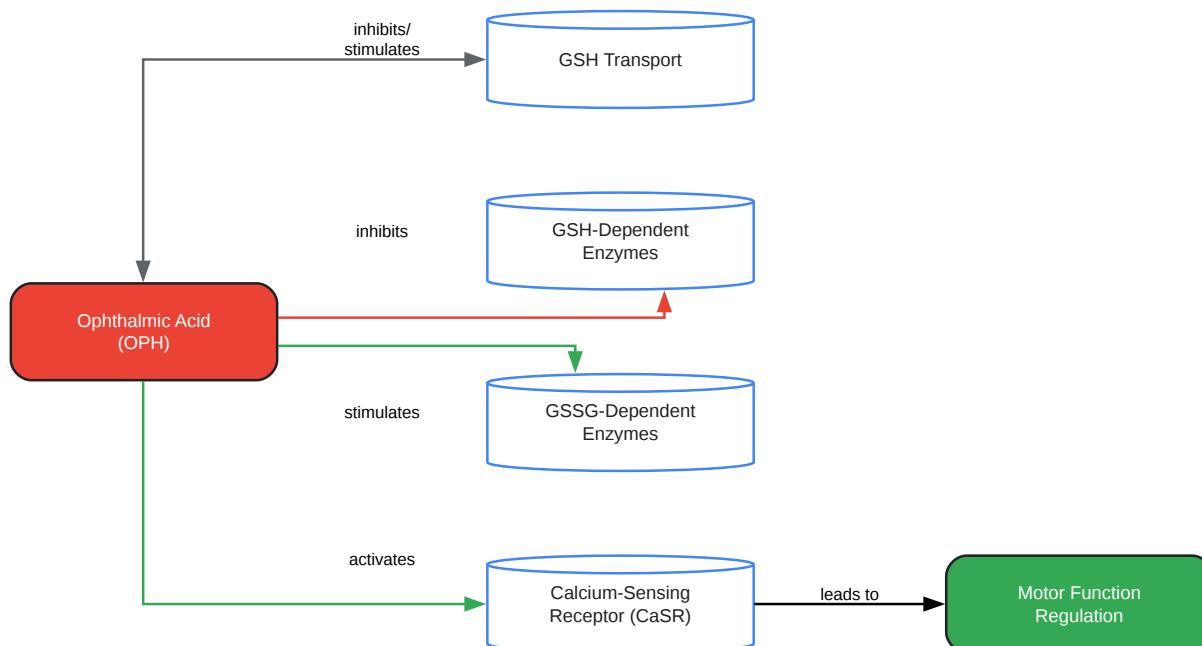 inhibits/
stimulates
GSH Transport
inhibits
GSH-Dependent
Enzymes
Ophthalmic Acid
(OPH)
stimulates
GSSG-Dependent
Enzymes
activates
Calcium-Sensing
Receptor (CaSR)
leads to
Motor Function
Regulation